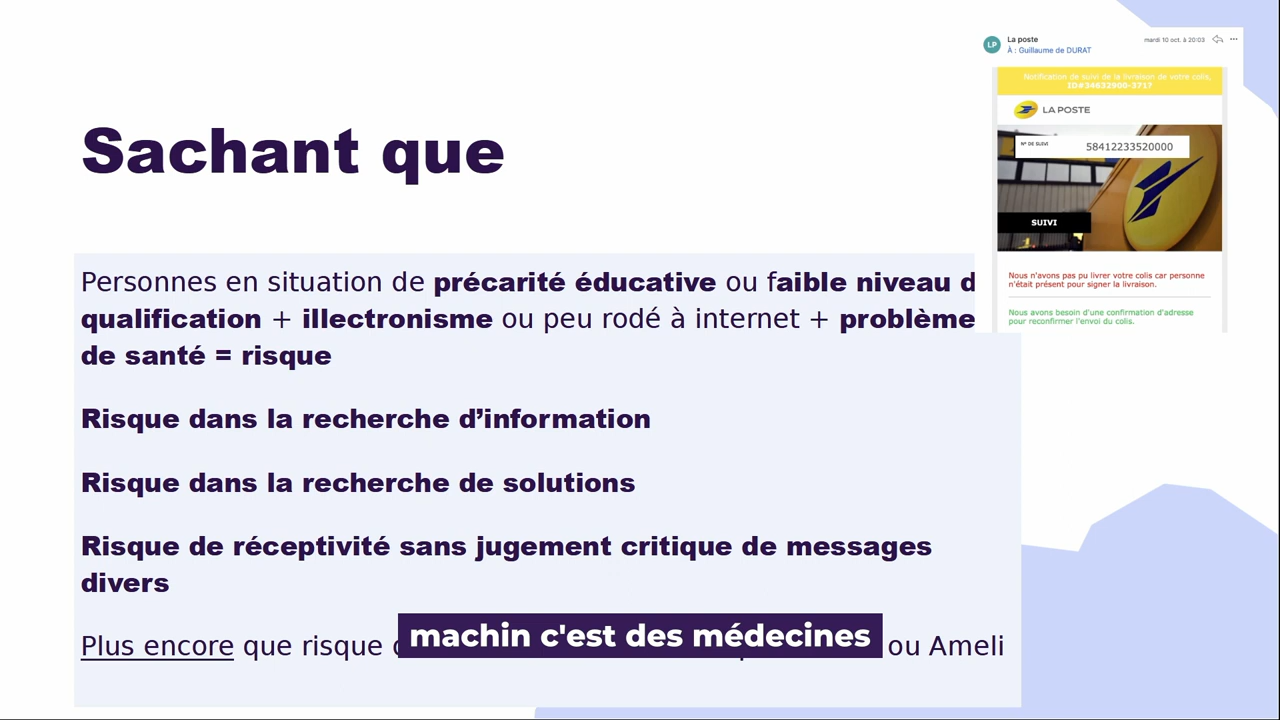 Sachant que
Personnes en situation de précarité éducative ou faible niveau d
qualification + illectronisme ou peu rodé à internet + problème
de santé = risque
Risque dans la recherche d’information
Risque dans la recherche de solutions
Risque de réceptivité sans jugement critique de messages
divers
Plus encore que risque
ou Ameli
machin c'est des médecines
LP
La poste
mardi 10 oct. à 20:03
À : Guillaume de DURAT
Notification de suivi de la livraison de votre colis.
ID#34632900-3717
LA POSTE
N° DE SUIVI
58412233520000
SUIVI
Nous n'avons pas pu livrer votre colis car personne
n'était présent pour signer la livraison.
Nous avons besoin d'une confirmation d'adresse
pour reconfirmer l'envoi du colis.